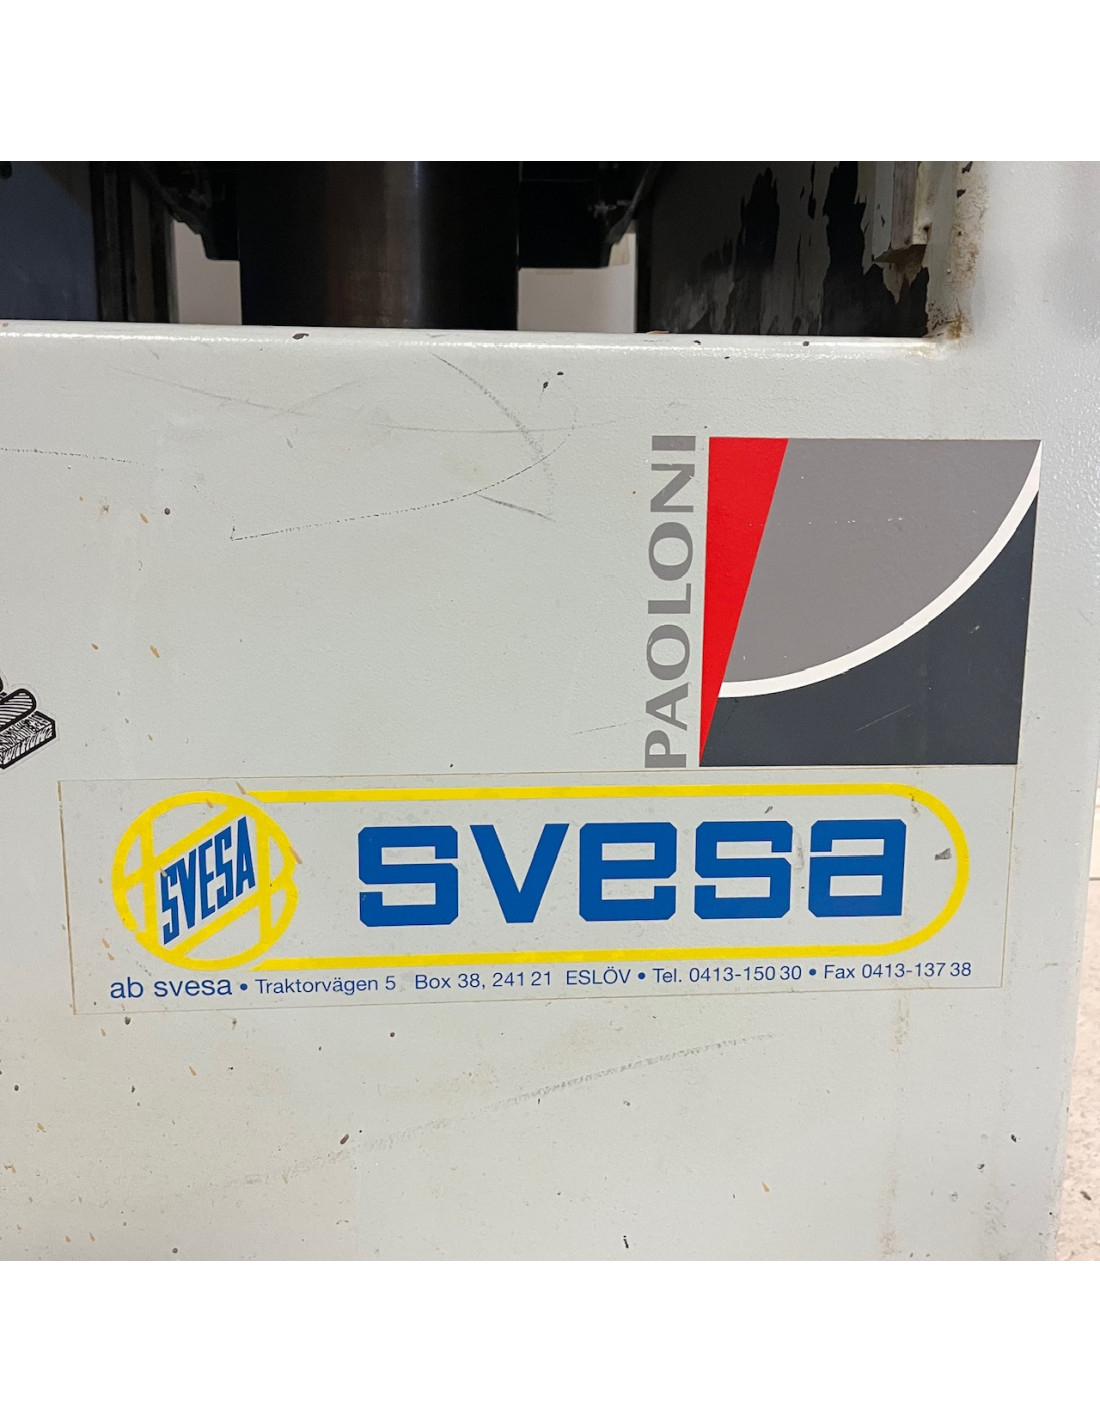 PAOLONI
SVESA
svesa
ab svesa • Traktorvägen 5 Box 38, 241 21 ESLÖV • Tel. 0413-150 30 • Fax 0413-137 38